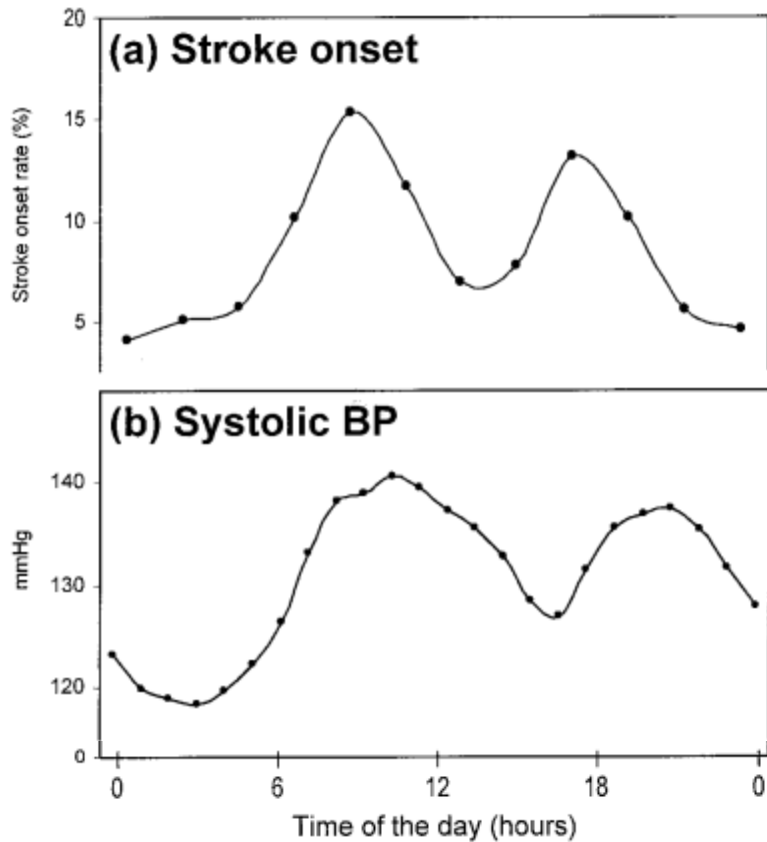 20
(a) Stroke onset
15
10
5
Stroke onset rate (%)
(b) Systolic BP
140
130
120
0
mmHg
0 6 12 18 0
Time of the day (hours)